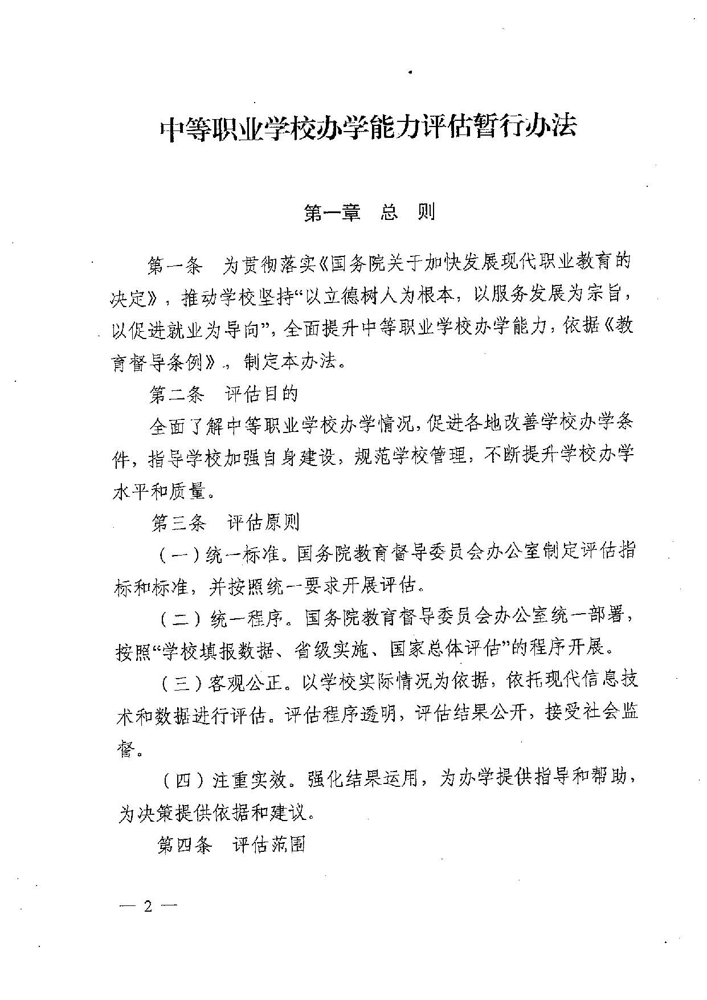 中等职业学校办学能力评估暂行办法
第一章 总 则
第一条 为贯彻落实《国务院关于加快发展现代职业教育的
决定》，推动学校坚持“以立德树人为根本，以服务发展为宗旨，
以促进就业为导向”，全面提升中等职业学校办学能力，依据《教
育督导条例》，制定本办法。
第二条 评估目的
全面了解中等职业学校办学情况，促进各地改善学校办学条
件，指导学校加强自身建设，规范学校管理，不断提升学校办学
水平和质量。
第三条 评估原则
（一）统一标准。国务院教育督导委员会办公室制定评估指
标和标准，并按照统一要求开展评估。
（二）统一程序。国务院教育督导委员会办公室统一部署，
按照“学校填报数据、省级实施、国家总体评估”的程序开展。
（三）客观公正。以学校实际情况为依据，依托现代信息技
术和数据进行评估。评估程序透明，评估结果公开，接受社会监
督。
（四）注重实效。强化结果运用，为办学提供指导和帮助，
为决策提供依据和建议。
第四条 评估范围
— 2 —